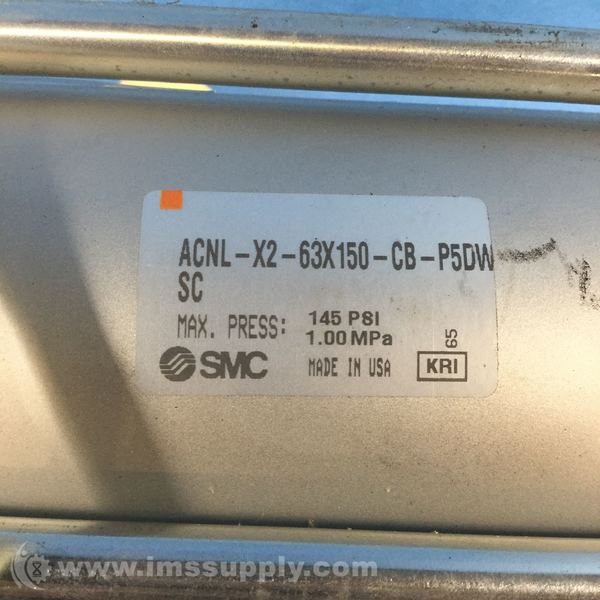 ACNL-X2-63X150-CB-P5DW
SC
MAX. PRESS: 145 PSI
1.00 MPa
SMC MADE IN USA KRI 65
www.imssupply.com